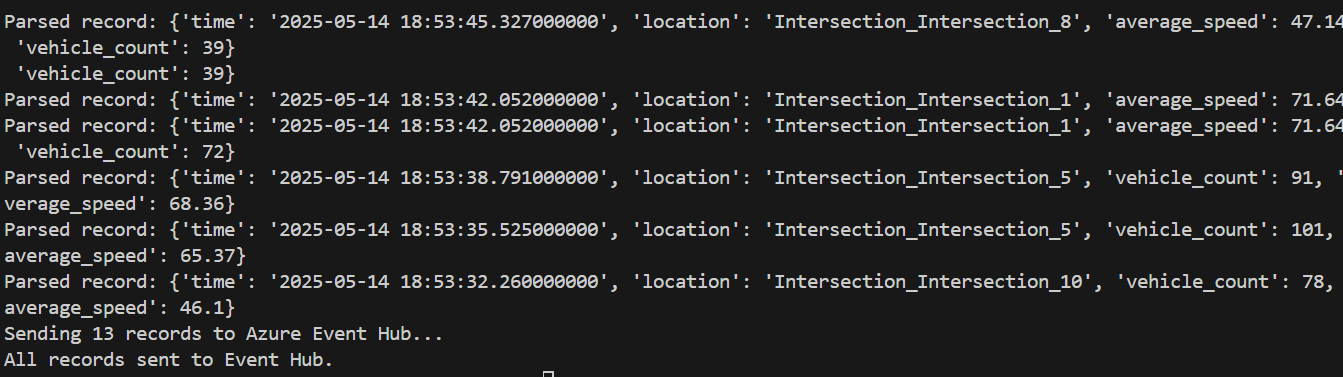 Parsed record: {'time': '2025-05-14 18:53:45.327000000', 'location': 'Intersection_Intersection_8', 'average_speed': 47.14
'vehicle_count': 39}
'vehicle_count': 39}
Parsed record: {'time': '2025-05-14 18:53:42.052000000', 'location': 'Intersection_Intersection_1', 'average_speed': 71.64
Parsed record: {'time': '2025-05-14 18:53:42.052000000', 'location': 'Intersection_Intersection_1', 'average_speed': 71.64
'vehicle_count': 72}
Parsed record: {'time': '2025-05-14 18:53:38.791000000', 'location': 'Intersection_Intersection_5', 'vehicle_count': 91, '
verage_speed': 68.36}
Parsed record: {'time': '2025-05-14 18:53:35.525000000', 'location': 'Intersection_Intersection_5', 'vehicle_count': 101,
average_speed': 65.37}
Parsed record: {'time': '2025-05-14 18:53:32.260000000', 'location': 'Intersection_Intersection_10', 'vehicle_count': 78,
average_speed': 46.1}
Sending 13 records to Azure Event Hub...
All records sent to Event Hub.